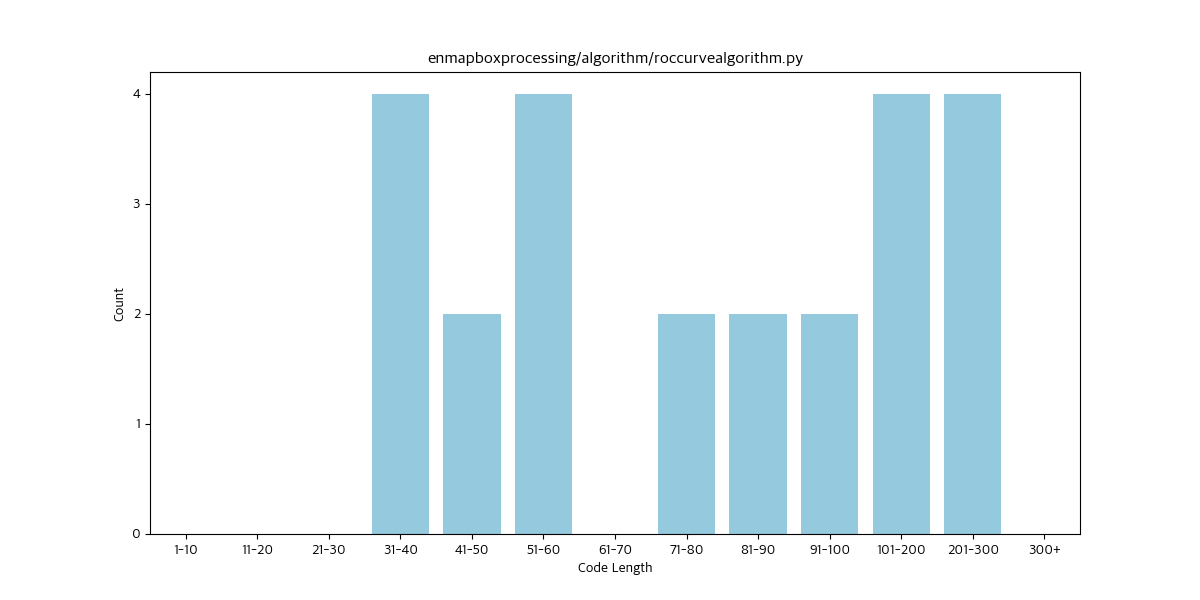 enmapboxprocessing/algorithm/roccurvealgorithm.py
4
3
2
1
0
Count
1-10 11-20 21-30 31-40 41-50 51-60 61-70 71-80 81-90 91-100 101-200 201-300 300+
Code Length